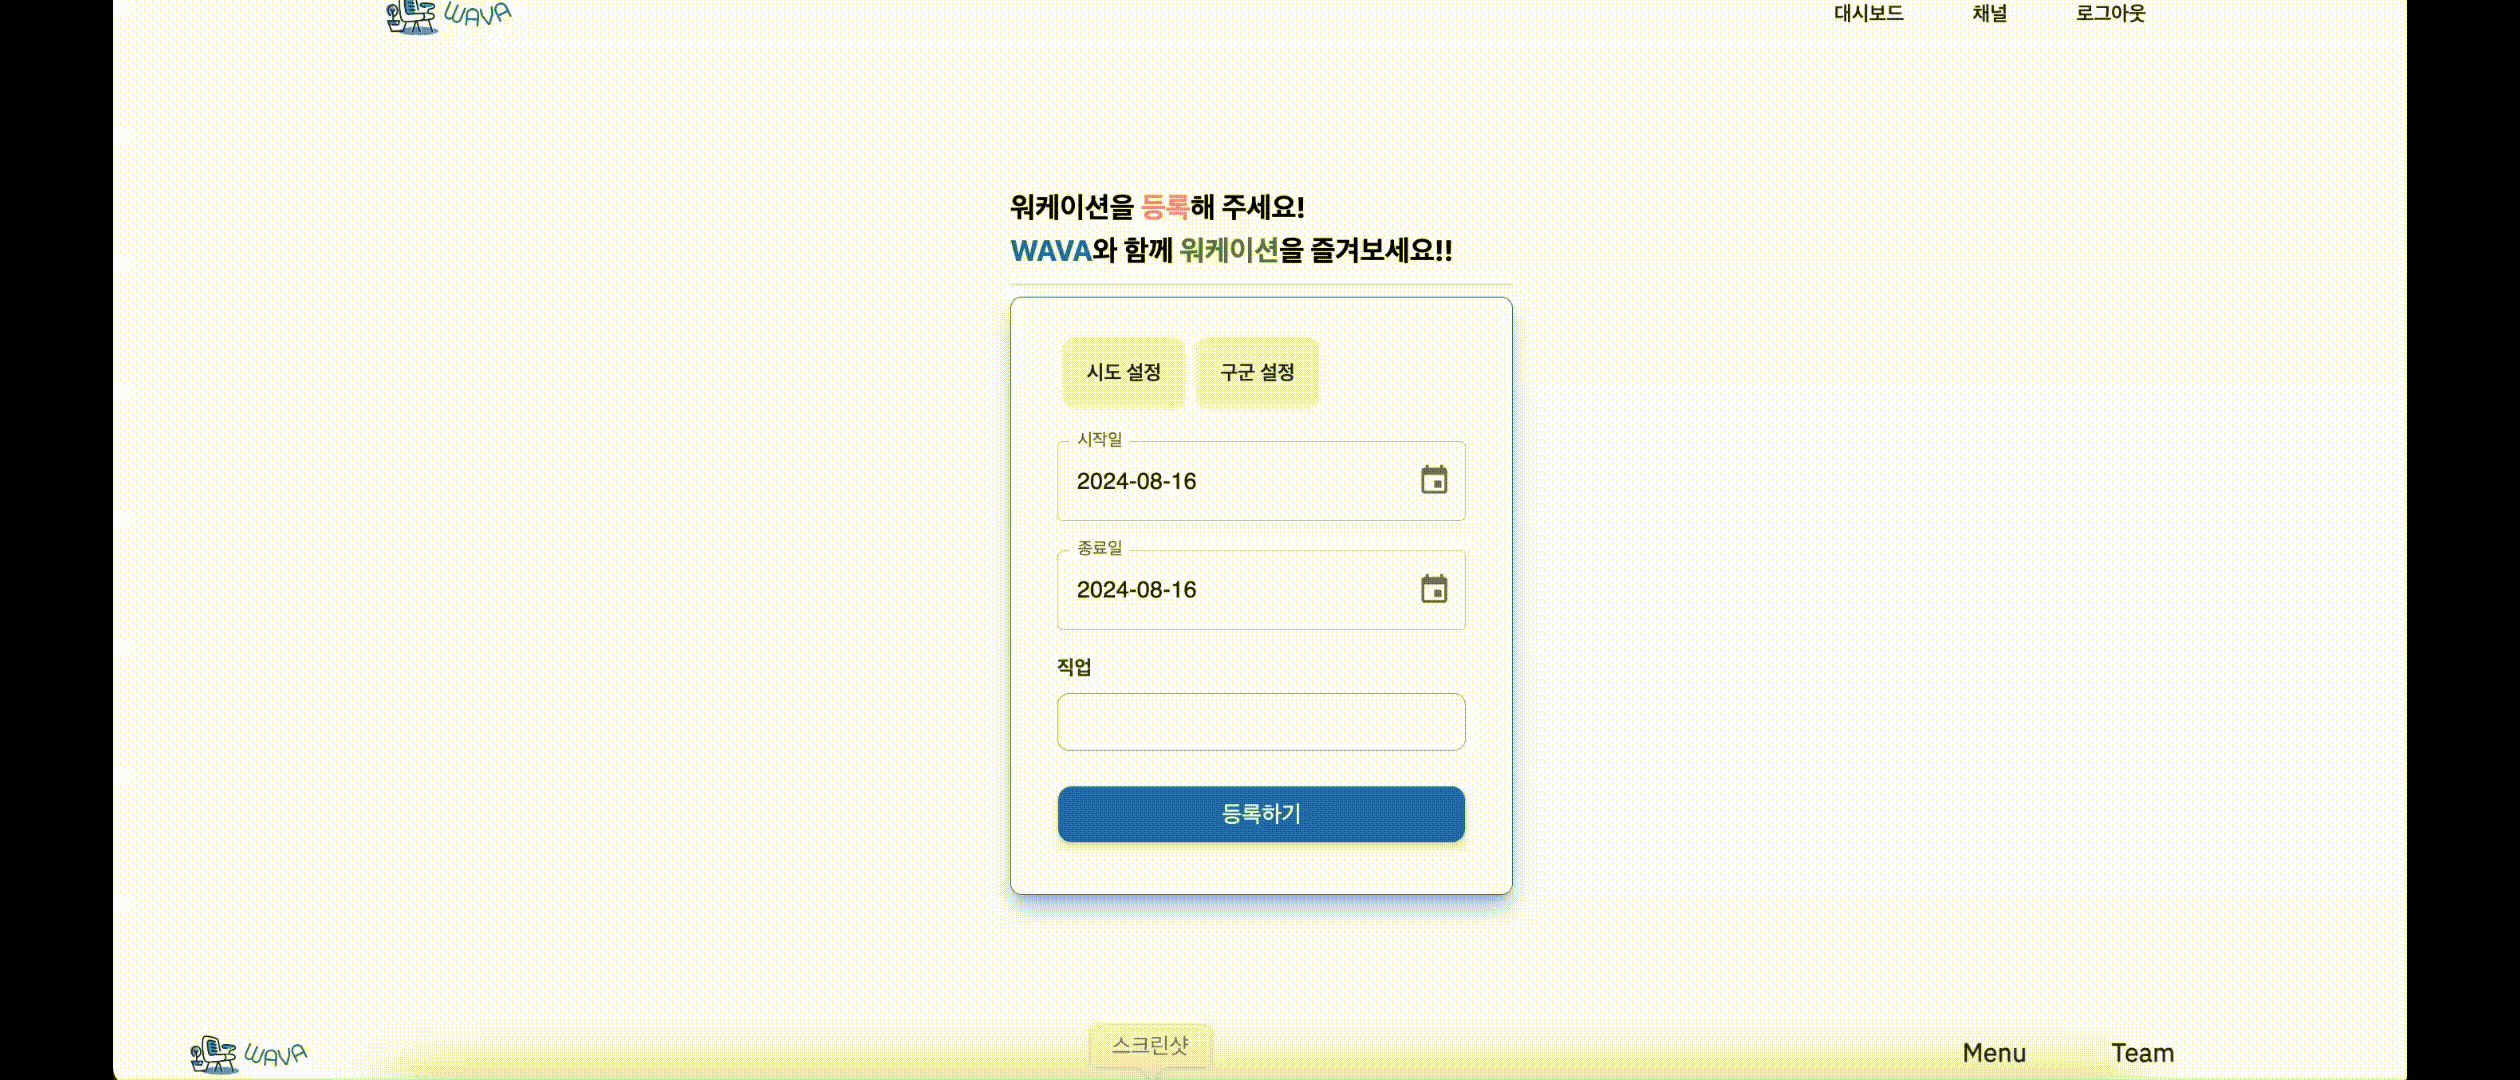 WAVA
대시보드 채널 로그아웃
워케이션을 등록해 주세요!
WAVA와 함께 워케이션을 즐겨보세요!!
시도 설정 구군 설정
시작일
2024-08-16
종료일
2024-08-16
직업
등록하기
스크린샷
WAVA
Menu Team